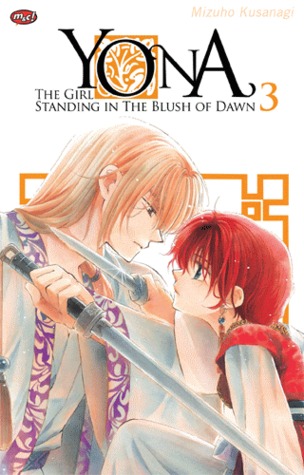 Mizuho Kusanagi
m&c!
YONA
THE GIRL
STANDING IN THE BLUSH OF DAWN 3